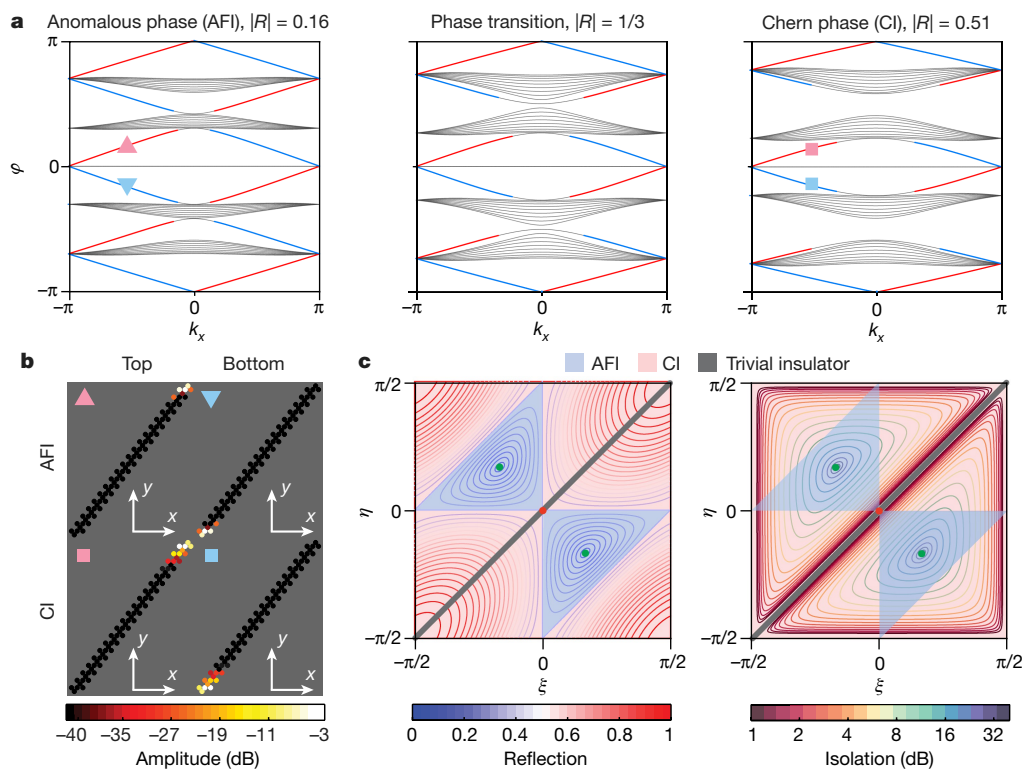 a
Anomalous phase (AFI), |R| = 0.16
Phase transition, |R| = 1/3
Chern phase (CI), |R| = 0.51
π
0
−π
φ
−π 0 π
k_x
−π 0 π
k_x
−π 0 π
k_x
b
Top Bottom
AFI
y
x
y
x
CI
y
x
y
x
−40 −35 −27 −19 −11 −3
Amplitude (dB)
c
AFI CI Trivial insulator
π/2
η
0
−π/2
−π/2 0 π/2
ξ
0 0.2 0.4 0.6 0.8 1
Reflection
π/2
η
0
−π/2
−π/2 0 π/2
ξ
1 2 4 8 16 32
Isolation (dB)